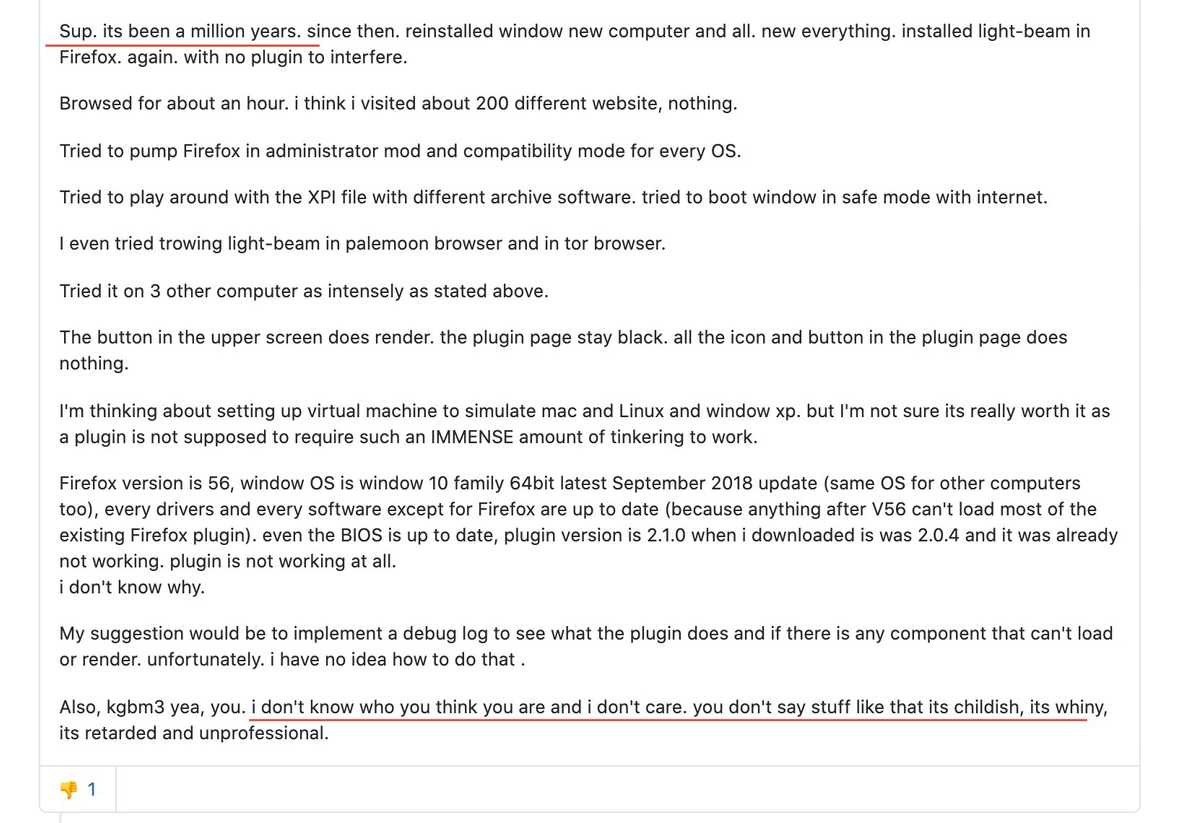 Sup. its been a million years. since then. reinstalled window new computer and all. new everything. installed light-beam in
Firefox. again. with no plugin to interfere.
Browsed for about an hour. i think i visited about 200 different website, nothing.
Tried to pump Firefox in administrator mod and compatibility mode for every OS.
Tried to play around with the XPI file with different archive software. tried to boot window in safe mode with internet.
I even tried trowing light-beam in palemoon browser and in tor browser.
Tried it on 3 other computer as intensely as stated above.
The button in the upper screen does render. the plugin page stay black. all the icon and button in the plugin page does
nothing.
I'm thinking about setting up virtual machine to simulate mac and Linux and window xp. but I'm not sure its really worth it as
a plugin is not supposed to require such an IMMENSE amount of tinkering to work.
Firefox version is 56, window OS is window 10 family 64bit latest September 2018 update (same OS for other computers
too), every drivers and every software except for Firefox are up to date (because anything after V56 can't load most of the
existing Firefox plugin). even the BIOS is up to date, plugin version is 2.1.0 when i downloaded is was 2.0.4 and it was already
not working. plugin is not working at all.
i don't know why.
My suggestion would be to implement a debug log to see what the plugin does and if there is any component that can't load
or render. unfortunately. i have no idea how to do that .
Also, kgbm3 yea, you. i don't know who you think you are and i don't care. you don't say stuff like that its childish, its whiny,
its retarded and unprofessional.
1